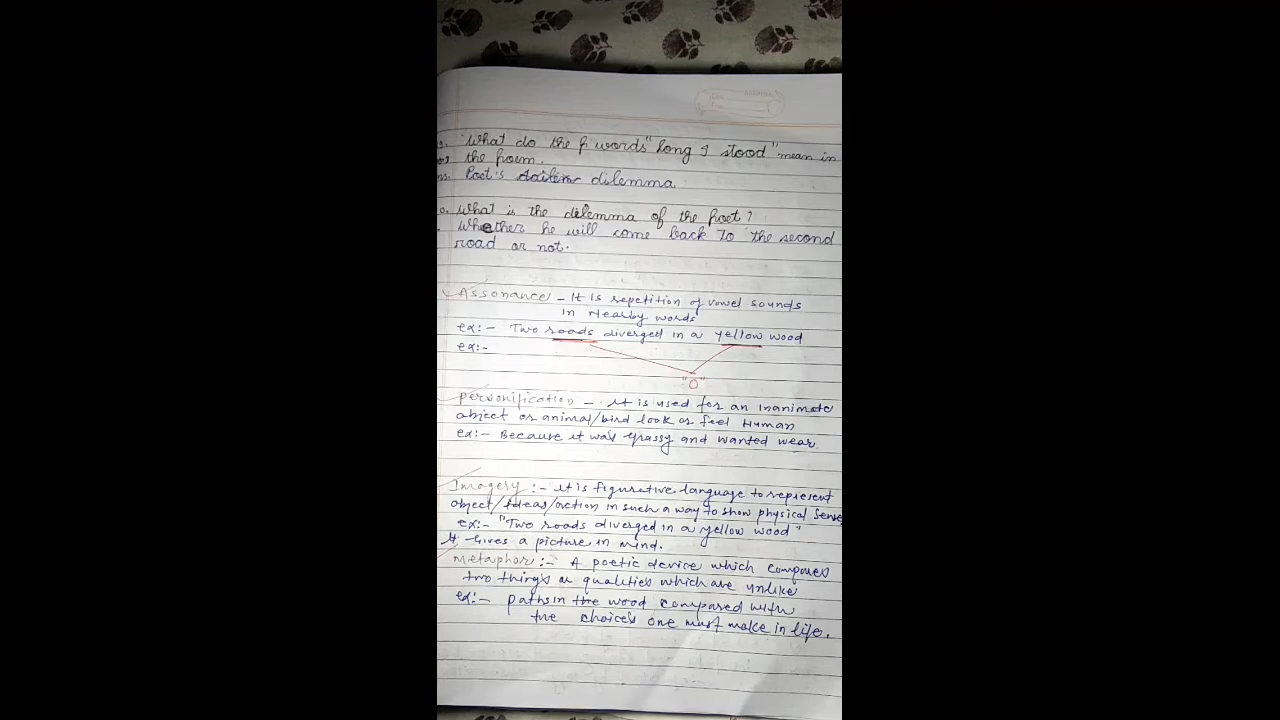 What do the words "long I stood" mean in
the poem.
Poet's dilemma
What is the dilemma of the poet?
Whether he will come back to the second
road or not.
Assonance - It is repetition of vowel sounds
in Nearby words
ex:- Two roads diverged in a yellow wood
ex:-
"O"
Personification - It is used for an inanimate
object or animal/bird look or feel Human
ex:- Because it was grassy and wanted wear
Imagery :- It is figurative language to represent
object/Ideas/action in such a way to show physical sense
ex:- "Two roads diverged in a yellow wood"
It Gives a picture in mind.
Metaphor:- A poetic device which compares
two things or qualities which are unlike
ex:- paths in the wood compared with
the choices one must make in life.